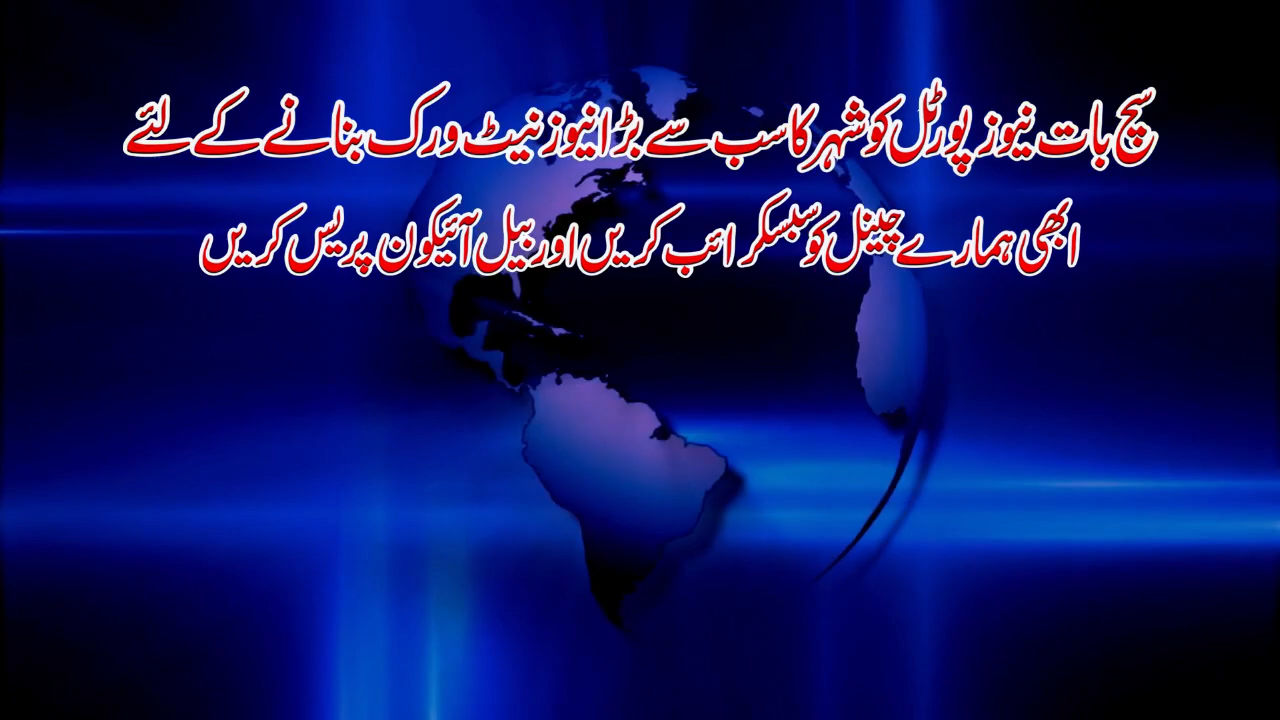 سچ بات نیوز پورٹل کو شہر کا سب سے بڑا نیوز نیٹ ورک بنانے کے لئے
ابھی ہمارے چینل کو سبسکرائب کریں اور بیل آئیکون پریس کریں